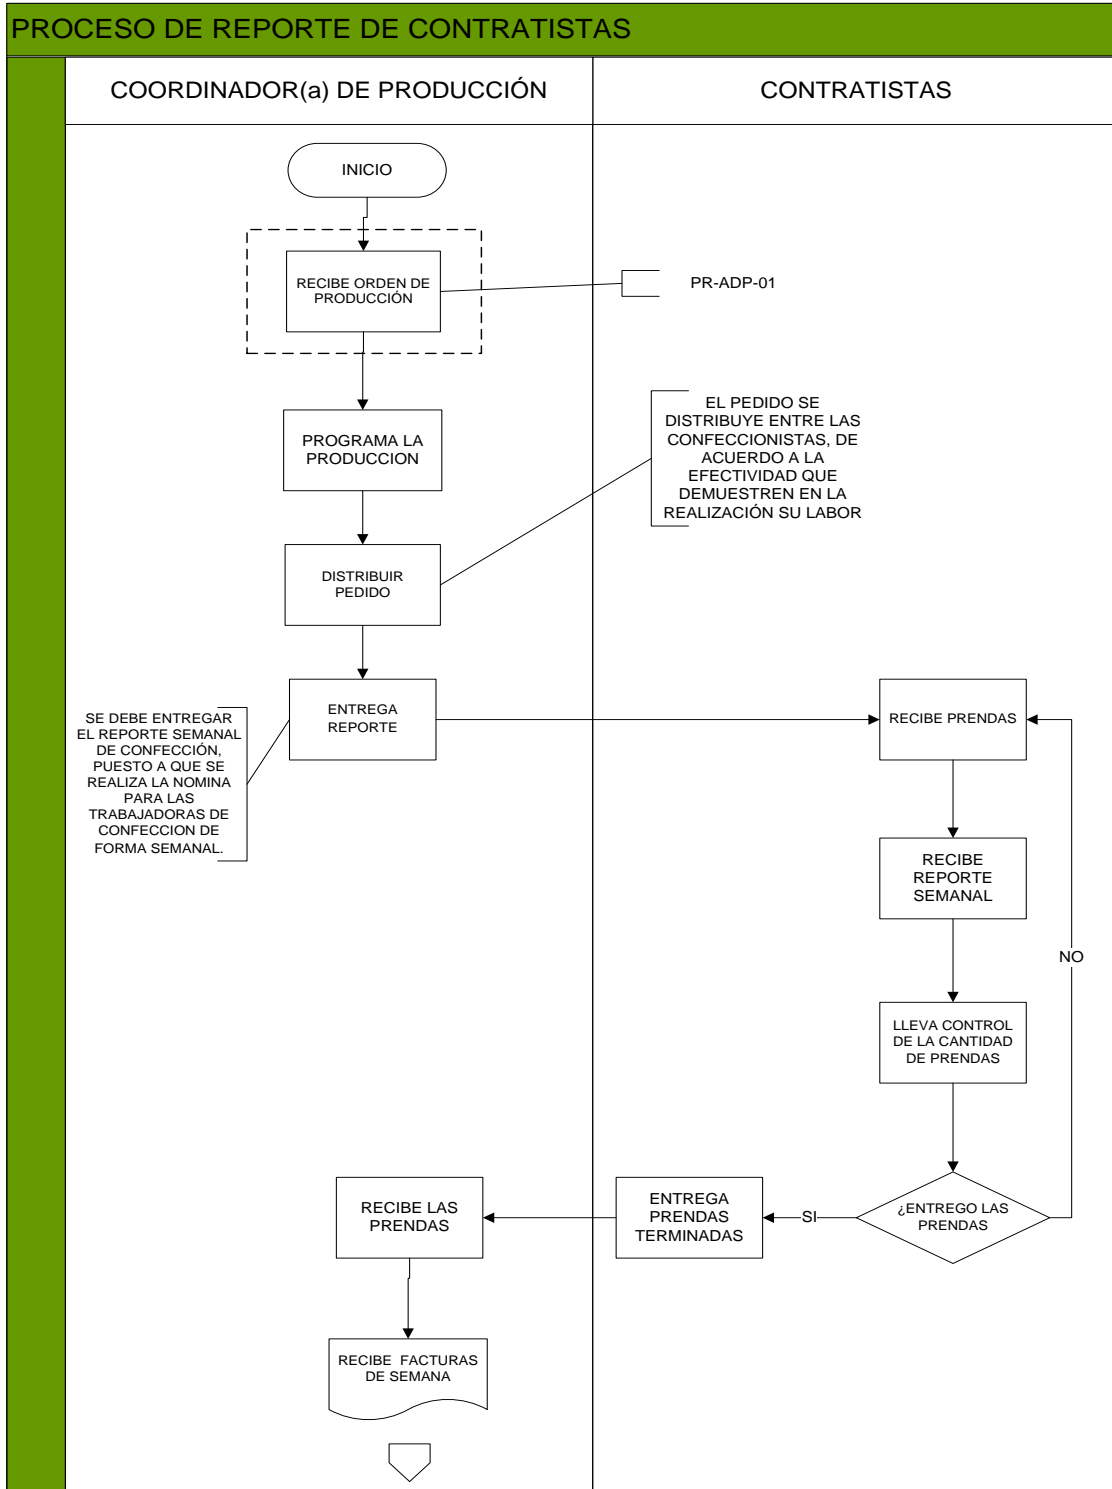 PROCESO DE REPORTE DE CONTRATISTAS
COORDINADOR(a) DE PRODUCCIÓN
CONTRATISTAS
INICIO
RECIBE ORDEN DE
PRODUCCIÓN
PR-ADP-01
PROGRAMA LA
PRODUCCION
EL PEDIDO SE
DISTRIBUYE ENTRE LAS
CONFECCIONISTAS, DE
ACUERDO A LA
EFECTIVIDAD QUE
DEMUESTREN EN LA
REALIZACIÓN SU LABOR
DISTRIBUIR
PEDIDO
ENTREGA
REPORTE
SE DEBE ENTREGAR
EL REPORTE SEMANAL
DE CONFECCIÓN,
PUESTO A QUE SE
REALIZA LA NOMINA
PARA LAS
TRABAJADORAS DE
CONFECCION DE
FORMA SEMANAL.
RECIBE PRENDAS
RECIBE
REPORTE
SEMANAL
NO
LLEVA CONTROL
DE LA CANTIDAD
DE PRENDAS
¿ENTREGO LAS
PRENDAS
SI
ENTREGA
PRENDAS
TERMINADAS
RECIBE LAS
PRENDAS
RECIBE FACTURAS
DE SEMANA